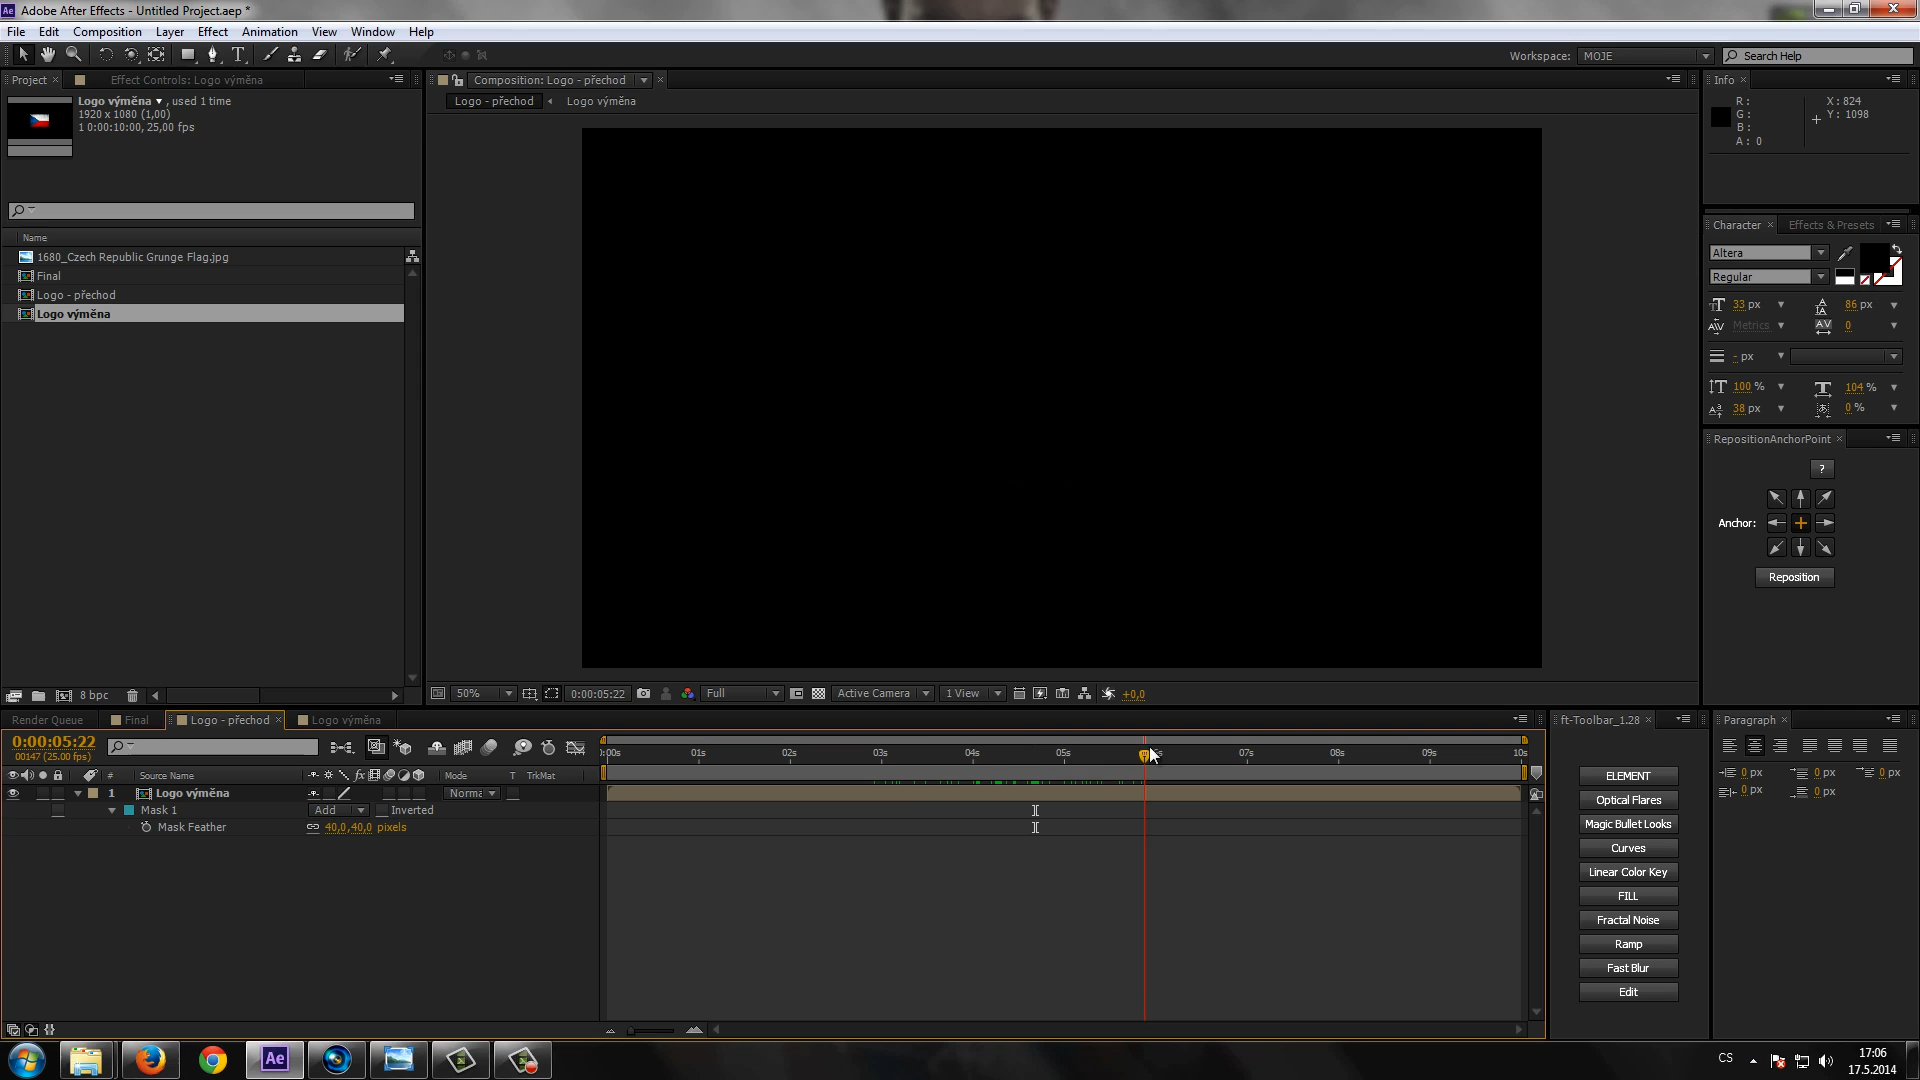 Adobe After Effects - Untitled Project.aep *
File Edit Composition Layer Effect Animation View Window Help
Workspace: MOJE Search Help
Project Effect Controls: Logo výměna
Logo výměna , used 1 time
1920 x 1080 (1,00)
1 0:00:10:00, 25,00 fps
Name
1680_Czech Republic Grunge Flag.jpg
Final
Logo - přechod
Logo výměna
8 bpc
Composition: Logo - přechod
Logo - přechod Logo výměna
50% 0:00:05:22 Full Active Camera 1 View +0,0
Info
R:
G:
B:
A: 0
X: 824
Y: 1098
Character Effects & Presets
Altera
Regular
33 px 86 px
Metrics 0
- px
100 % 104 %
38 px 0 %
RepositionAnchorPoint
?
Anchor:
Reposition
Render Queue Final Logo - přechod Logo výměna
0:00:05:22
00147 (25.00 fps)
# Source Name Mode T TrkMat
1 Logo výměna Norma
Mask 1 Add Inverted
Mask Feather 40,0,40,0 pixels
):00s 01s 02s 03s 04s 05s 07s 08s 09s 10s
ft-Toolbar_1.28
ELEMENT
Optical Flares
Magic Bullet Looks
Curves
Linear Color Key
FILL
Fractal Noise
Ramp
Fast Blur
Edit
Paragraph
0 px 0 px 0 px
0 px 0 px
Ae
CS
17:06
17.5.2014